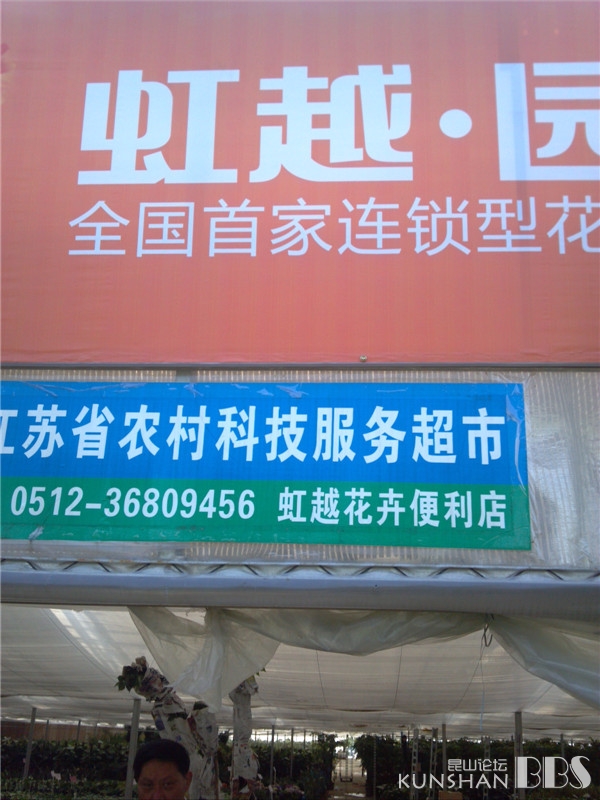 虹越·园
全国首家连锁型花
江苏省农村科技服务超市
0512-36809456 虹越花卉便利店
昆山论坛
KUNSHAN BBS